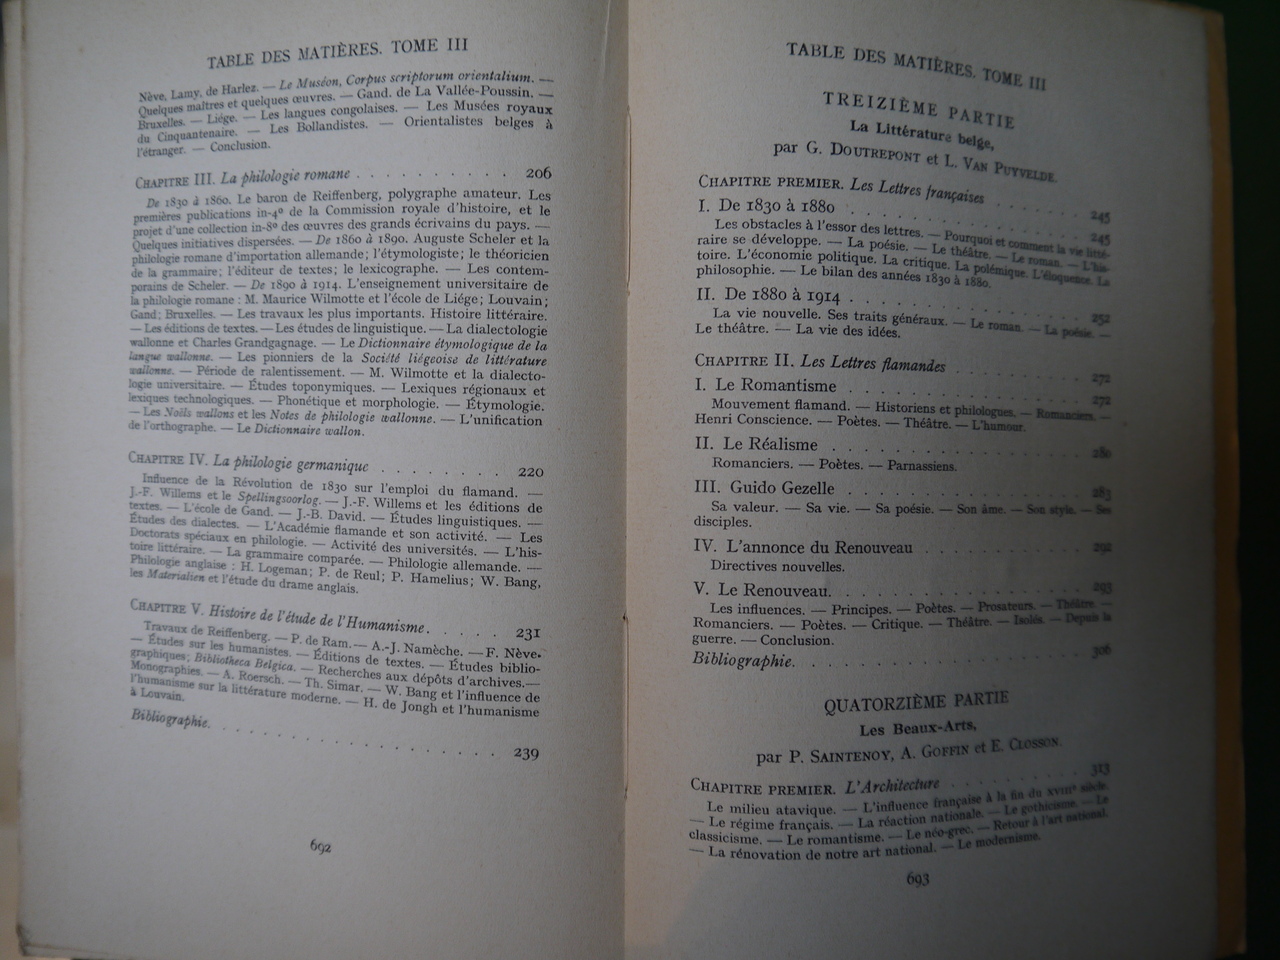 TABLE DES MATIÈRES. TOME III
Nève, Lamy, de Harlez. — Le Muséon, Corpus scriptorum orientalium. —
Quelques maîtres et quelques œuvres. — Gand. de La Vallée-Poussin. —
Bruxelles. — Liége. — Les langues congolaises. — Les Musées royaux
du Cinquantenaire. — Les Bollandistes. — Orientalistes belges à
l'étranger. — Conclusion.
CHAPITRE III. La philologie romane . . . . . . . . . . 206
De 1830 à 1860. Le baron de Reiffenberg, polygraphe amateur. Les
premières publications in-4° de la Commission royale d'histoire, et le
projet d'une collection in-8° des œuvres des grands écrivains du pays. —
Quelques initiatives dispersées. — De 1860 à 1890. Auguste Scheler et la
philologie romane d'importation allemande; l'étymologiste; le théoricien
de la grammaire; l'éditeur de textes; le lexicographe. — Les contem-
porains de Scheler. — De 1890 à 1914. L'enseignement universitaire de
la philologie romane : M. Maurice Wilmotte et l'école de Liége; Louvain;
Gand; Bruxelles. — Les travaux les plus importants. Histoire littéraire.
— Les éditions de textes. — Les études de linguistique. — La dialectologie
wallonne et Charles Grandgagnage. — Le Dictionnaire étymologique de la
langue wallonne. — Les pionniers de la Société liégeoise de littérature
wallonne. — Période de ralentissement. — M. Wilmotte et la dialecto-
logie universitaire. — Études toponymiques. — Lexiques régionaux et
lexiques technologiques. — Phonétique et morphologie. — Étymologie.
— Les Noëls wallons et les Notes de philologie wallonne. — L'unification
de l'orthographe. — Le Dictionnaire wallon.
CHAPITRE IV. La philologie germanique . . . . . . . . 220
Influence de la Révolution de 1830 sur l'emploi du flamand. —
J.-F. Willems et le Spellingsoorlog. — J.-F. Willems et les éditions de
textes. — L'école de Gand. — J.-B. David. — Études linguistiques. —
Études des dialectes. — L'Académie flamande et son activité. — Les
Doctorats spéciaux en philologie. — Activité des universités. — L'his-
toire littéraire. — La grammaire comparée. — Philologie allemande. —
Philologie anglaise : H. Logeman; P. de Reul; P. Hamelius; W. Bang,
les Materialien et l'étude du drame anglais.
CHAPITRE V. Histoire de l'étude de l'Humanisme. . . . . . 231
Travaux de Reiffenberg. — P. de Ram. — A.-J. Namèche. — F. Nève.
— Études sur les humanistes. — Éditions de textes. — Études biblio-
graphiques; Bibliotheca Belgica. — Recherches aux dépôts d'archives.—
Monographies. — A. Roersch. — Th. Simar. — W. Bang et l'influence de
l'humanisme sur la littérature moderne. — H. de Jongh et l'humanisme
à Louvain.
Bibliographie. . . . . . . . . . . . . . . . . . . 239
692
TABLE DES MATIÈRES. TOME III
TREIZIÈME PARTIE
La Littérature belge,
par G. DOUTREPONT et L. VAN PUYVELDE.
CHAPITRE PREMIER. Les Lettres françaises . . . . . . . 245
I. De 1830 à 1880 . . . . . . . . . . . . . . 245
Les obstacles à l'essor des lettres. — Pourquoi et comment la vie litté-
raire se développe. — La poésie. — Le théâtre. — Le roman. — L'his-
toire. L'économie politique. La critique. La polémique. L'éloquence. La
philosophie. — Le bilan des années 1830 à 1880.
II. De 1880 à 1914 . . . . . . . . . . . . . . 252
La vie nouvelle. Ses traits généraux. — Le roman. — La poésie. —
Le théâtre. — La vie des idées.
CHAPITRE II. Les Lettres flamandes . . . . . . . . . 272
I. Le Romantisme . . . . . . . . . . . . . . 272
Mouvement flamand. — Historiens et philologues. — Romanciers. —
Henri Conscience. — Poètes. — Théâtre. — L'humour.
II. Le Réalisme . . . . . . . . . . . . . . . 280
Romanciers. — Poètes. — Parnassiens.
III. Guido Gezelle . . . . . . . . . . . . . . 283
Sa valeur. — Sa vie. — Sa poésie. — Son âme. — Son style. — Ses
disciples.
IV. L'annonce du Renouveau . . . . . . . . . . 292
Directives nouvelles.
V. Le Renouveau. . . . . . . . . . . . . . . 293
Les influences. — Principes. — Poètes. — Prosateurs. — Théâtre. —
Romanciers. — Poètes. — Critique. — Théâtre. — Isolés. — Depuis la
guerre. — Conclusion.
Bibliographie. . . . . . . . . . . . . . . . . . 306
QUATORZIÈME PARTIE
Les Beaux-Arts,
par P. SAINTENOY, A. GOFFIN et E. CLOSSON.
CHAPITRE PREMIER. L'Architecture . . . . . . . . . . 313
Le milieu atavique. — L'influence française à la fin du XVIIIe siècle.
— Le régime français. — La réaction nationale. — Le gothicisme. — Le
classicisme. — Le romantisme. — Le néo-grec. — Retour à l'art national.
— La rénovation de notre art national. — Le modernisme.
693